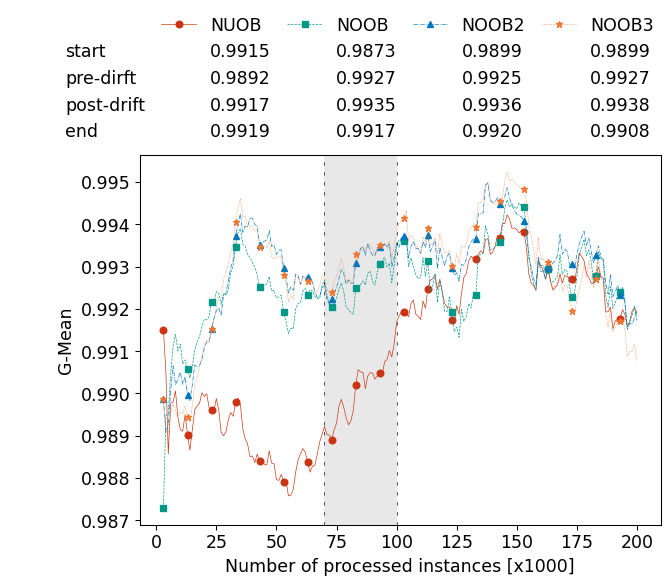 NUOB NOOB NOOB2 NOOB3
start 0.9915 0.9873 0.9899 0.9899
pre-dirft 0.9892 0.9927 0.9925 0.9927
post-drift 0.9917 0.9935 0.9936 0.9938
end 0.9919 0.9917 0.9920 0.9908
G-Mean
0.995
0.994
0.993
0.992
0.991
0.990
0.989
0.988
0.987
0 25 50 75 100 125 150 175 200
Number of processed instances [x1000]